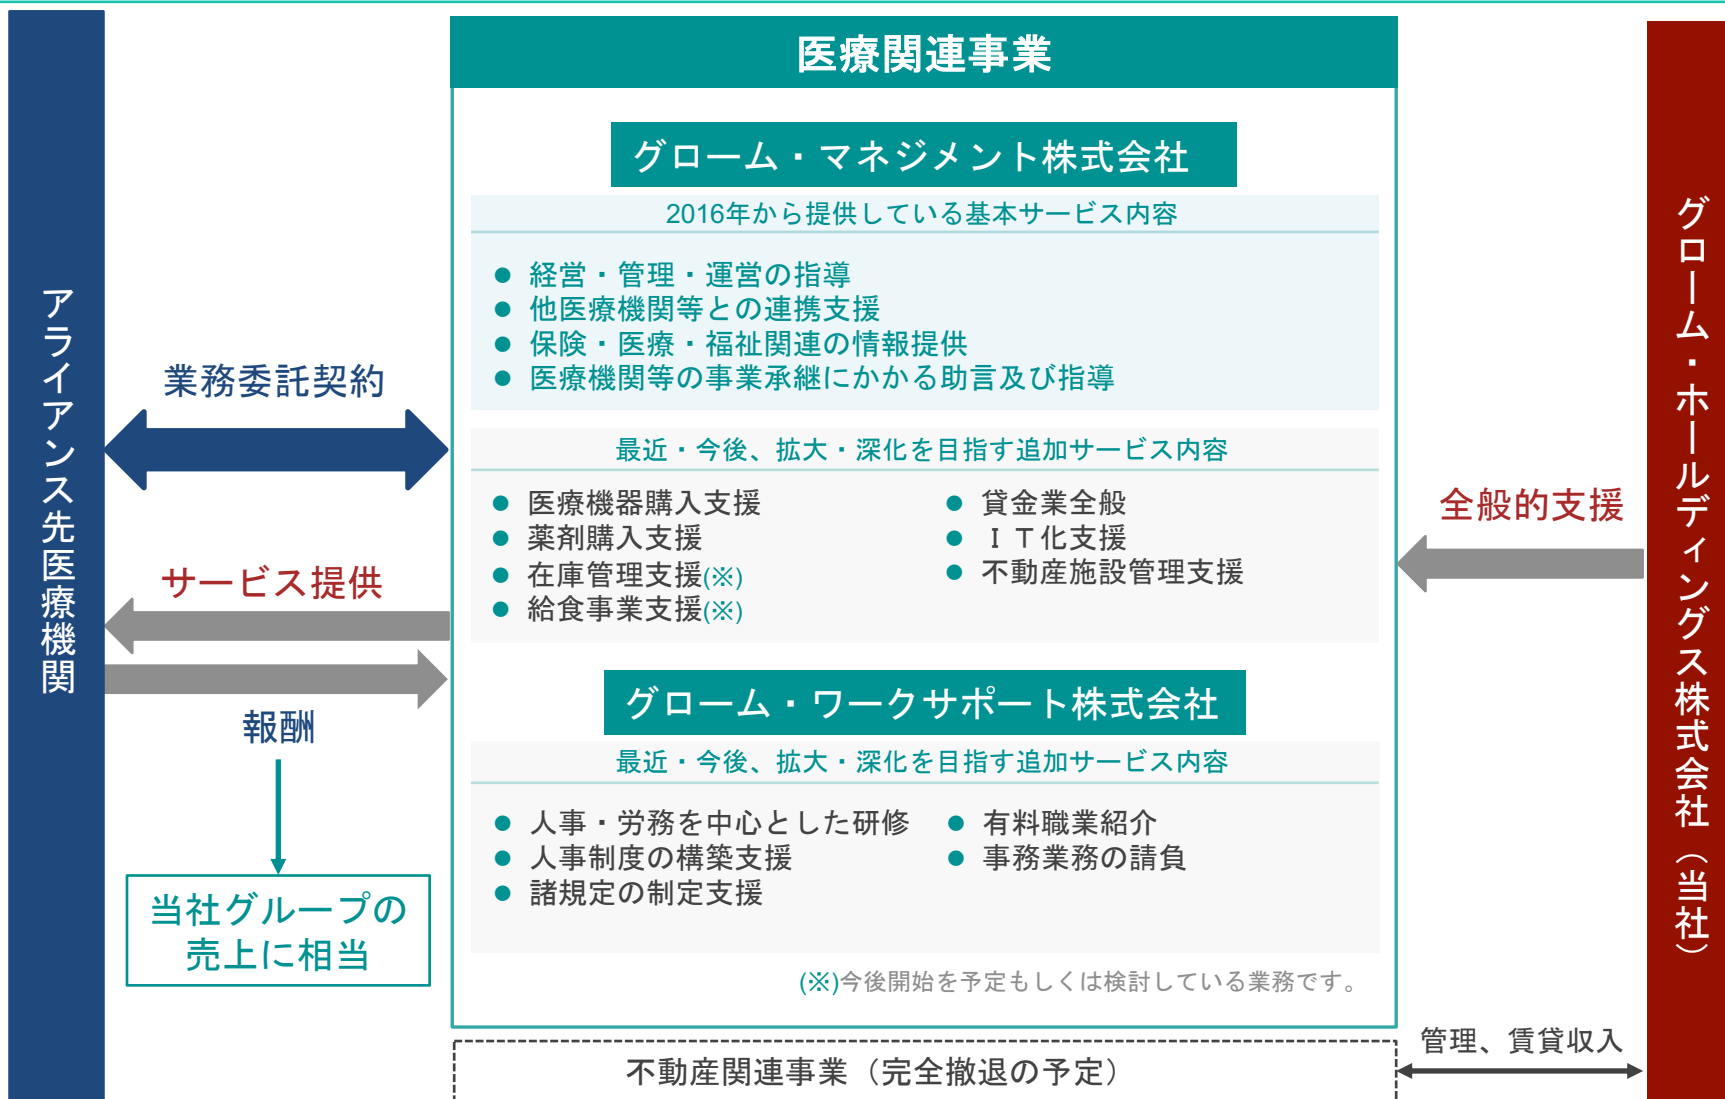 医療関連事業
グローム・マネジメント株式会社
2016年から提供している基本サービス内容
● 経営・管理・運営の指導
● 他医療機関等との連携支援
● 保険・医療・福祉関連の情報提供
● 医療機関等の事業承継にかかる助言及び指導
最近・今後、拡大・深化を目指す追加サービス内容
● 医療機器購入支援
● 薬剤購入支援
● 在庫管理支援(※)
● 給食事業支援(※)
● 貸金業全般
● ＩＴ化支援
● 不動産施設管理支援
グローム・ワークサポート株式会社
最近・今後、拡大・深化を目指す追加サービス内容
● 人事・労務を中心とした研修
● 人事制度の構築支援
● 諸規定の制定支援
● 有料職業紹介
● 事務業務の請負
(※)今後開始を予定もしくは検討している業務です。
不動産関連事業（完全撤退の予定）
アライアンス先医療機関
業務委託契約
サービス提供
報酬
当社グループの
売上に相当
全般的支援
管理、賃貸収入
グローム・ホールディングス株式会社（当社）